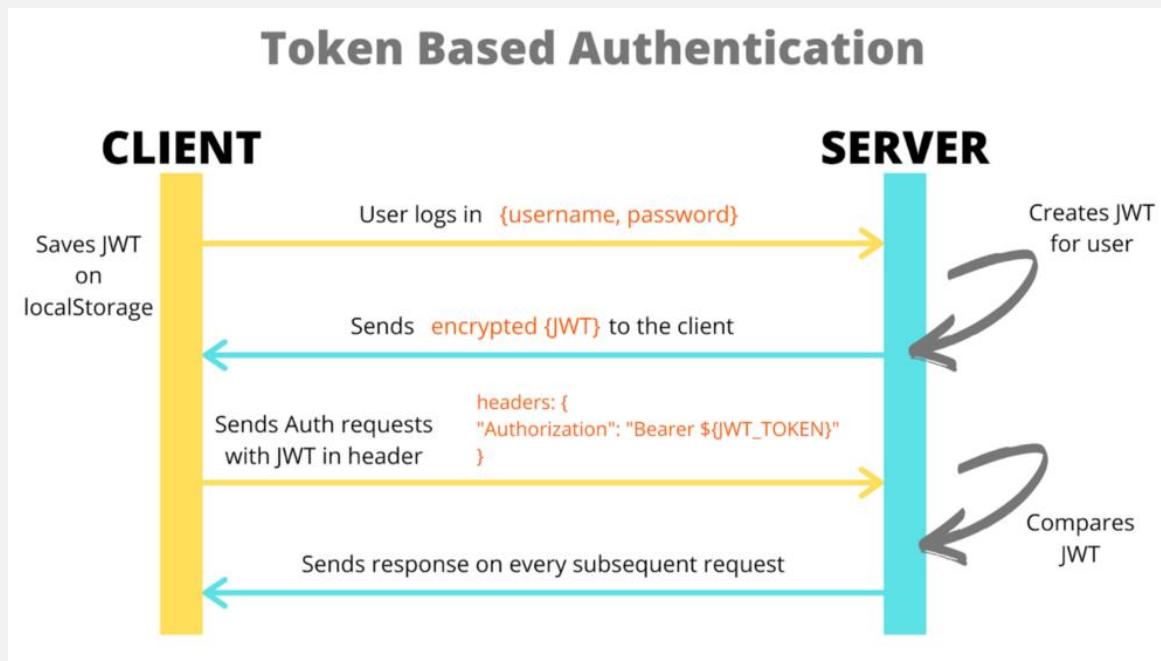 Token Based Authentication
CLIENT
SERVER
User logs in {username, password}
Creates JWT
for user
Saves JWT
on
localStorage
Sends encrypted {JWT} to the client
Sends Auth requests
with JWT in header
headers: {
"Authorization": "Bearer ${JWT_TOKEN}"
}
Compares
JWT
Sends response on every subsequent request